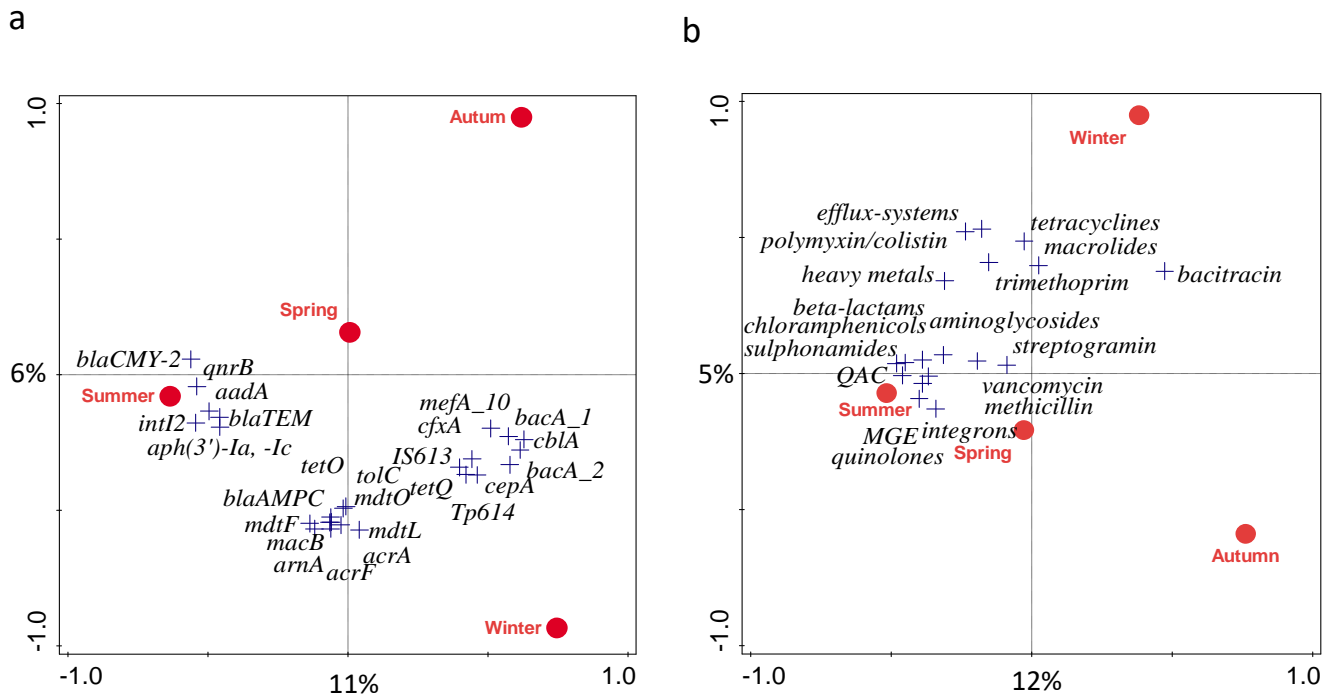 a
1.0
Autum
Spring
blaCMY-2
qnrB
6%
aadA
Summer
intI2
blaTEM
aph(3')-Ia, -Ic
mefA_10
bacA_1
cfxA
cblA
tetO
IS613
bacA_2
tolC
tetQ
cepA
blaAMPC
mdtO
Tp614
mdtF
mdtL
macB
acrA
arnA
acrF
Winter
-1.0
-1.0
11%
1.0
b
1.0
Winter
efflux-systems
tetracyclines
polymyxin/colistin
macrolides
heavy metals
trimethoprim
bacitracin
beta-lactams
chloramphenicols
aminoglycosides
sulphonamides
streptogramin
5%
QAC
vancomycin
Summer
methicillin
MGE
integrons
quinolones
Spring
Autumn
-1.0
-1.0
12%
1.0